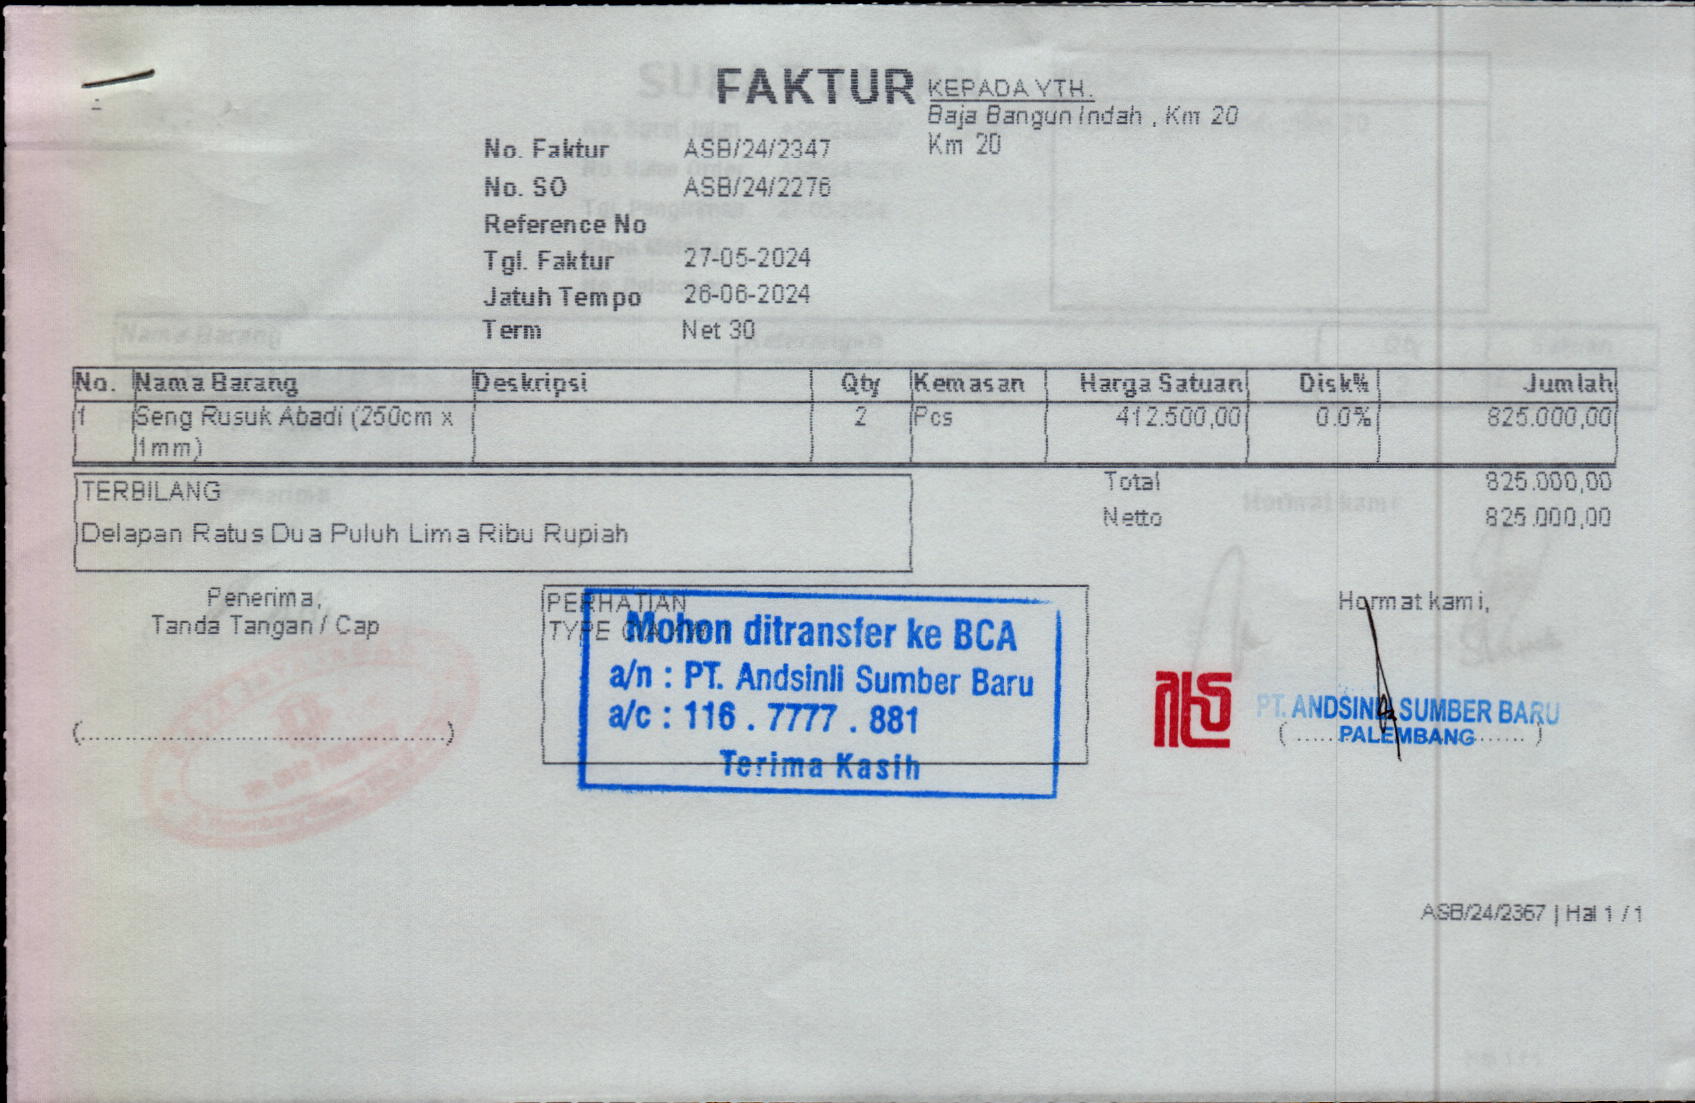 FAKTUR
KEPADA YTH.
Baja Bangun Indah , Km 20
Km 20
No. Faktur ASB/24/2347
No. SO ASB/24/2276
Reference No
Tgl. Faktur 27-05-2024
Jatuh Tempo 26-06-2024
Term Net 30
No. Nama Barang Deskripsi Qty Kemasan Harga Satuan Disk% Jumlah
1 Seng Rusuk Abadi (250cm x 2 Pcs 412.500,00 0.0% 825.000,00
1mm)
TERBILANG
Delapan Ratus Dua Puluh Lima Ribu Rupiah
Total 825.000,00
Netto 825.000,00
Penerima,
Tanda Tangan / Cap
(........................................................)
PERHATIAN
TYPE
Mohon ditransfer ke BCA
a/n : PT. Andsinli Sumber Baru
a/c : 116 . 7777 . 881
Terima Kasih
Hormat kami,
PT. ANDSINLI SUMBER BARU
PALEMBANG
ASB/24/2367 | Hal 1 / 1